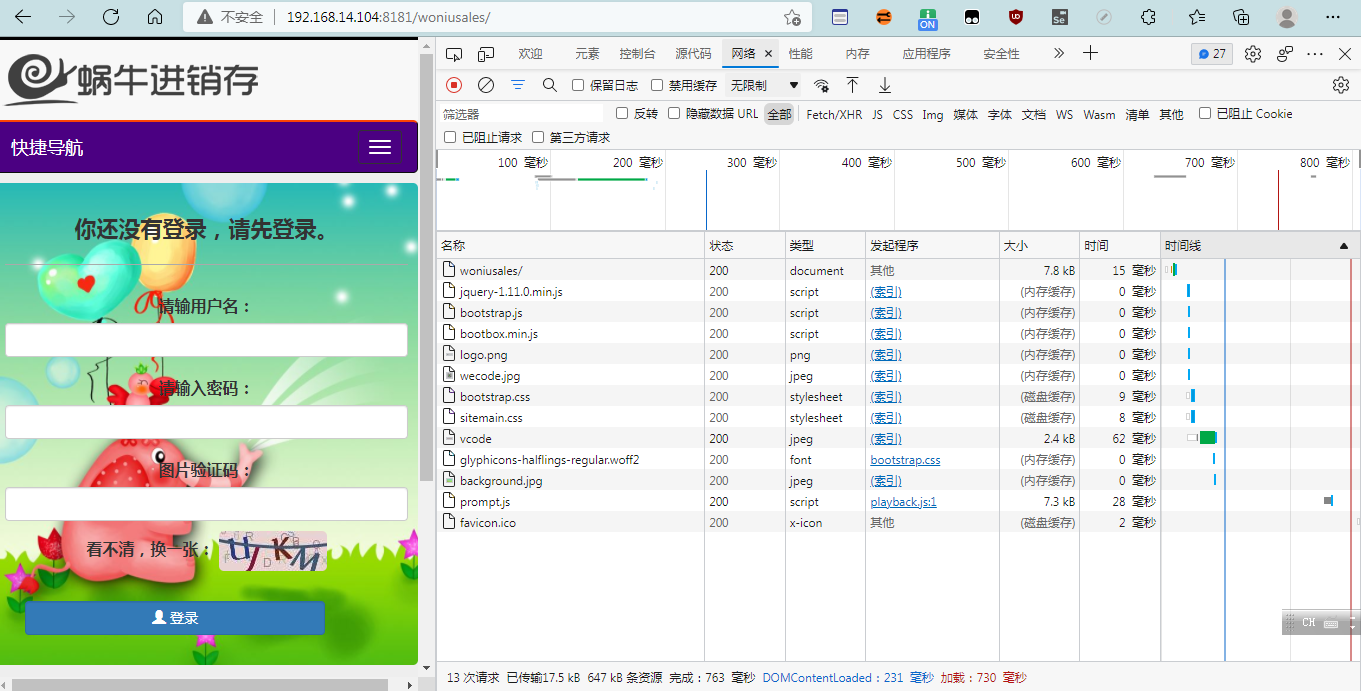 不安全 192.168.14.104:8181/woniusales/
ON
UD
Se
蜗牛进销存
快捷导航
你还没有登录，请先登录。
请输用户名：
请输入密码：
图片验证码：
看不清，换一张：
登录
欢迎 元素 控制台 源代码 网络 性能 内存 应用程序 安全性 27
保留日志 禁用缓存 无限制
筛选器 反转 隐藏数据 URL 全部 Fetch/XHR JS CSS Img 媒体 字体 文档 WS Wasm 清单 其他 已阻止 Cookie
已阻止请求 第三方请求
100 毫秒 200 毫秒 300 毫秒 400 毫秒 500 毫秒 600 毫秒 700 毫秒 800 毫秒
名称 状态 类型 发起程序 大小 时间 时间线
woniusales/ 200 document 其他 7.8 kB 15 毫秒
jquery-1.11.0.min.js 200 script (索引) (内存缓存) 0 毫秒
bootstrap.js 200 script (索引) (内存缓存) 0 毫秒
bootbox.min.js 200 script (索引) (内存缓存) 0 毫秒
logo.png 200 png (索引) (内存缓存) 0 毫秒
wecode.jpg 200 jpeg (索引) (内存缓存) 0 毫秒
bootstrap.css 200 stylesheet (索引) (磁盘缓存) 9 毫秒
sitemain.css 200 stylesheet (索引) (磁盘缓存) 8 毫秒
vcode 200 jpeg (索引) 2.4 kB 62 毫秒
glyphicons-halflings-regular.woff2 200 font bootstrap.css (内存缓存) 0 毫秒
background.jpg 200 jpeg (索引) (内存缓存) 0 毫秒
prompt.js 200 script playback.js:1 7.3 kB 28 毫秒
favicon.ico 200 x-icon 其他 (磁盘缓存) 2 毫秒
CH
13 次请求 已传输17.5 kB 647 kB 条资源 完成：763 毫秒 DOMContentLoaded：231 毫秒 加载：730 毫秒